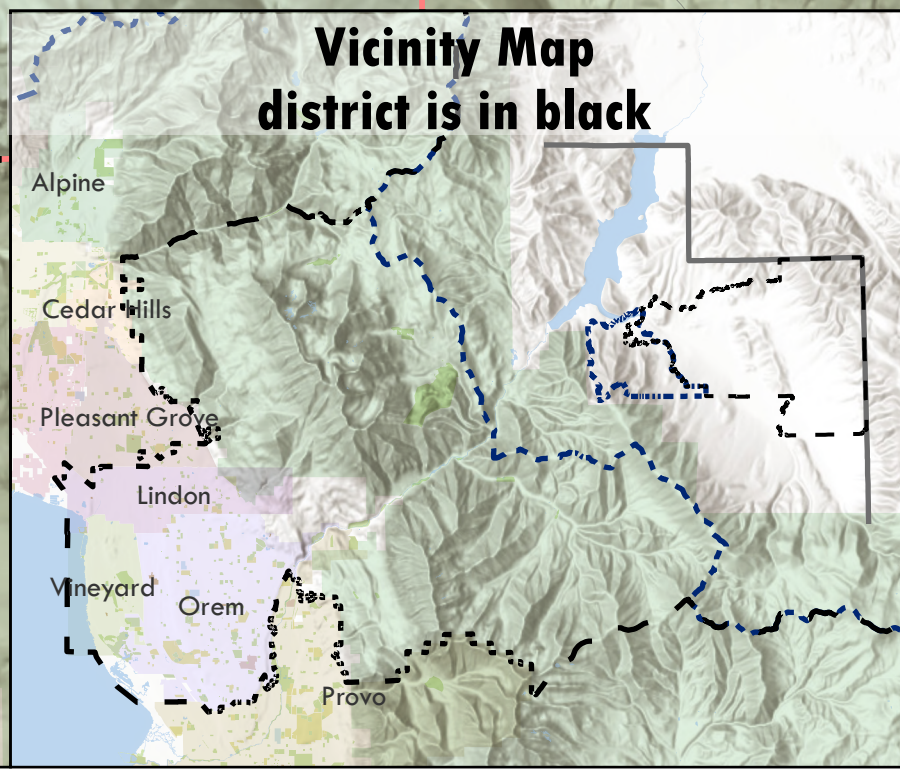 Vicinity Map
district is in black
Alpine
Cedar Hills
Pleasant Grove
Lindon
Vineyard
Orem
Provo